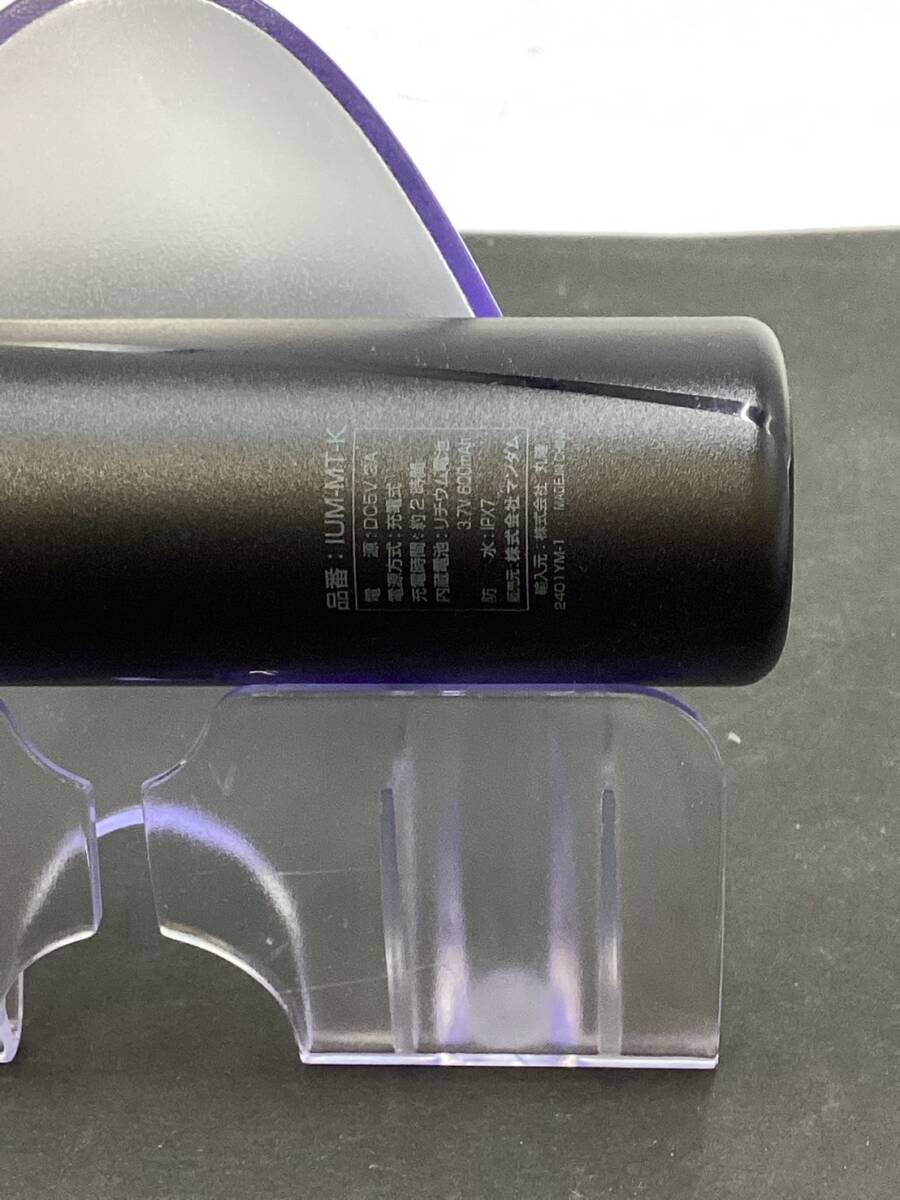 品番：IUM-MT-K
電源：DC5V 2A
電源方式：充電式
充電時間：約2時間
内蔵電池：リチウム電池
3.7V 600mAh
防水：IPX7
販売元：株式会社マンダム
輸入元：株式会社 丸隆
2401YM-1 MADE IN CHINA